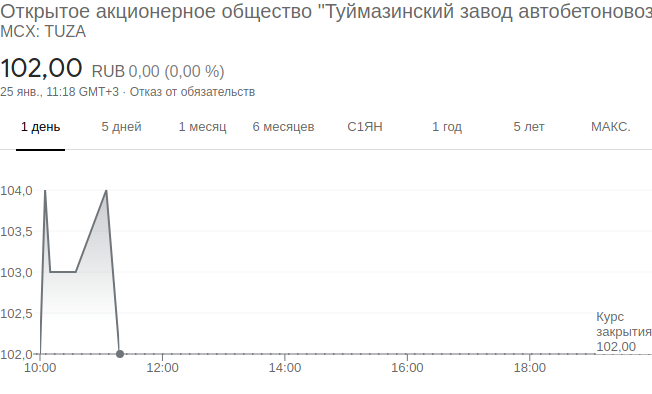 Открытое акционерное общество "Туймазинский завод автобетоновоз
MCX: TUZA
102,00 RUB 0,00 (0,00 %)
25 янв., 11:18 GMT+3 · Отказ от обязательств
1 день 5 дней 1 месяц 6 месяцев С1ЯН 1 год 5 лет МАКС.
104,0
103,5
103,0
102,5
Курс
закрытия
102,00
102,0
10:00 12:00 14:00 16:00 18:00